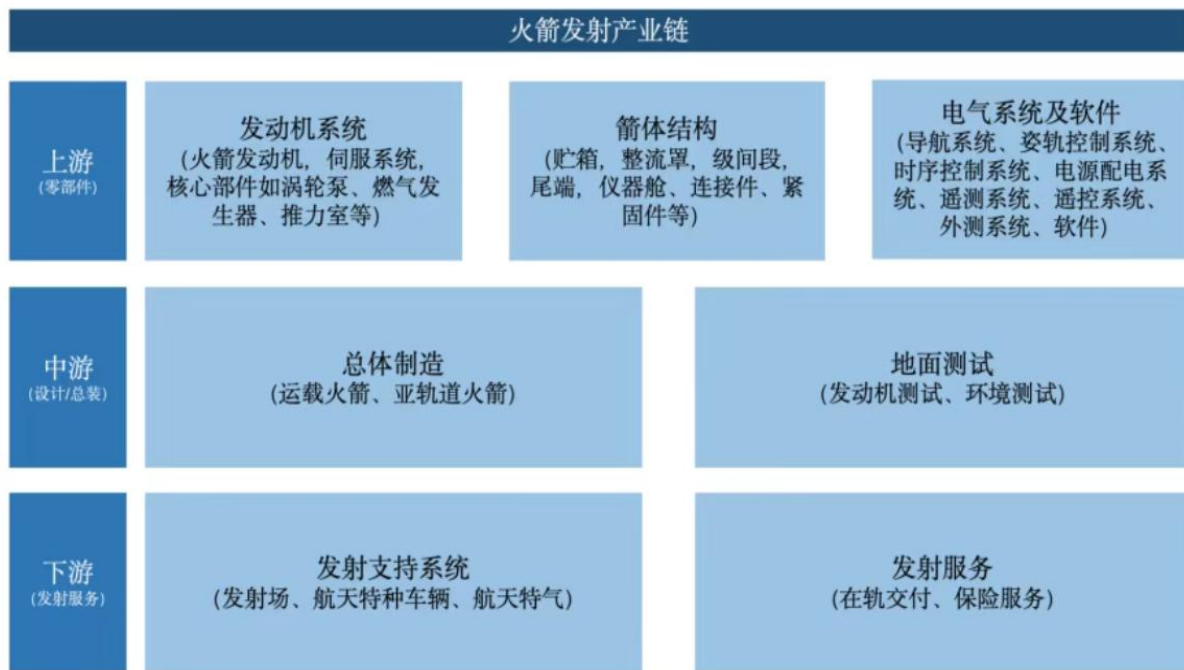 火箭发射产业链
上游
(零部件)
发动机系统
(火箭发动机, 伺服系统,
核心部件如涡轮泵、燃气发
生器、推力室等)
箭体结构
(贮箱, 整流罩, 级间段,
尾端, 仪器舱、连接件、紧
固件等)
电气系统及软件
(导航系统、姿轨控制系统、
时序控制系统、电源配电系
统、遥测系统、遥控系统、
外测系统、软件)
中游
(设计/总装)
总体制造
(运载火箭、亚轨道火箭)
地面测试
(发动机测试、环境测试)
下游
(发射服务)
发射支持系统
(发射场、航天特种车辆、航天特气)
发射服务
(在轨交付、保险服务)